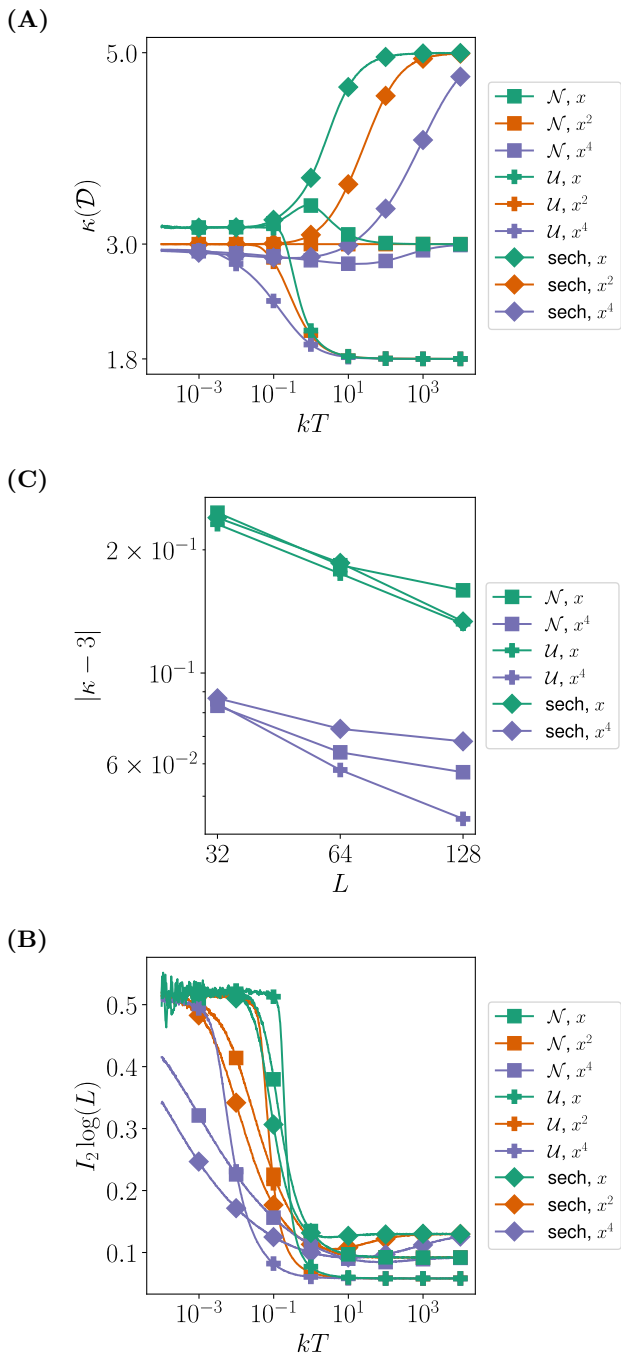 (A)
5.0
3.0
1.8
κ(𝒟)
10⁻³ 10⁻¹ 10¹ 10³
kT
𝒩, x
𝒩, x²
𝒩, x⁴
𝒰, x
𝒰, x²
𝒰, x⁴
sech, x
sech, x²
sech, x⁴
(C)
2 × 10⁻¹
10⁻¹
6 × 10⁻²
|κ − 3|
32 64 128
L
𝒩, x
𝒩, x⁴
𝒰, x
𝒰, x⁴
sech, x
sech, x⁴
(B)
0.5
0.4
0.3
0.2
0.1
I₂ log(L)
10⁻³ 10⁻¹ 10¹ 10³
kT
𝒩, x
𝒩, x²
𝒩, x⁴
𝒰, x
𝒰, x²
𝒰, x⁴
sech, x
sech, x²
sech, x⁴